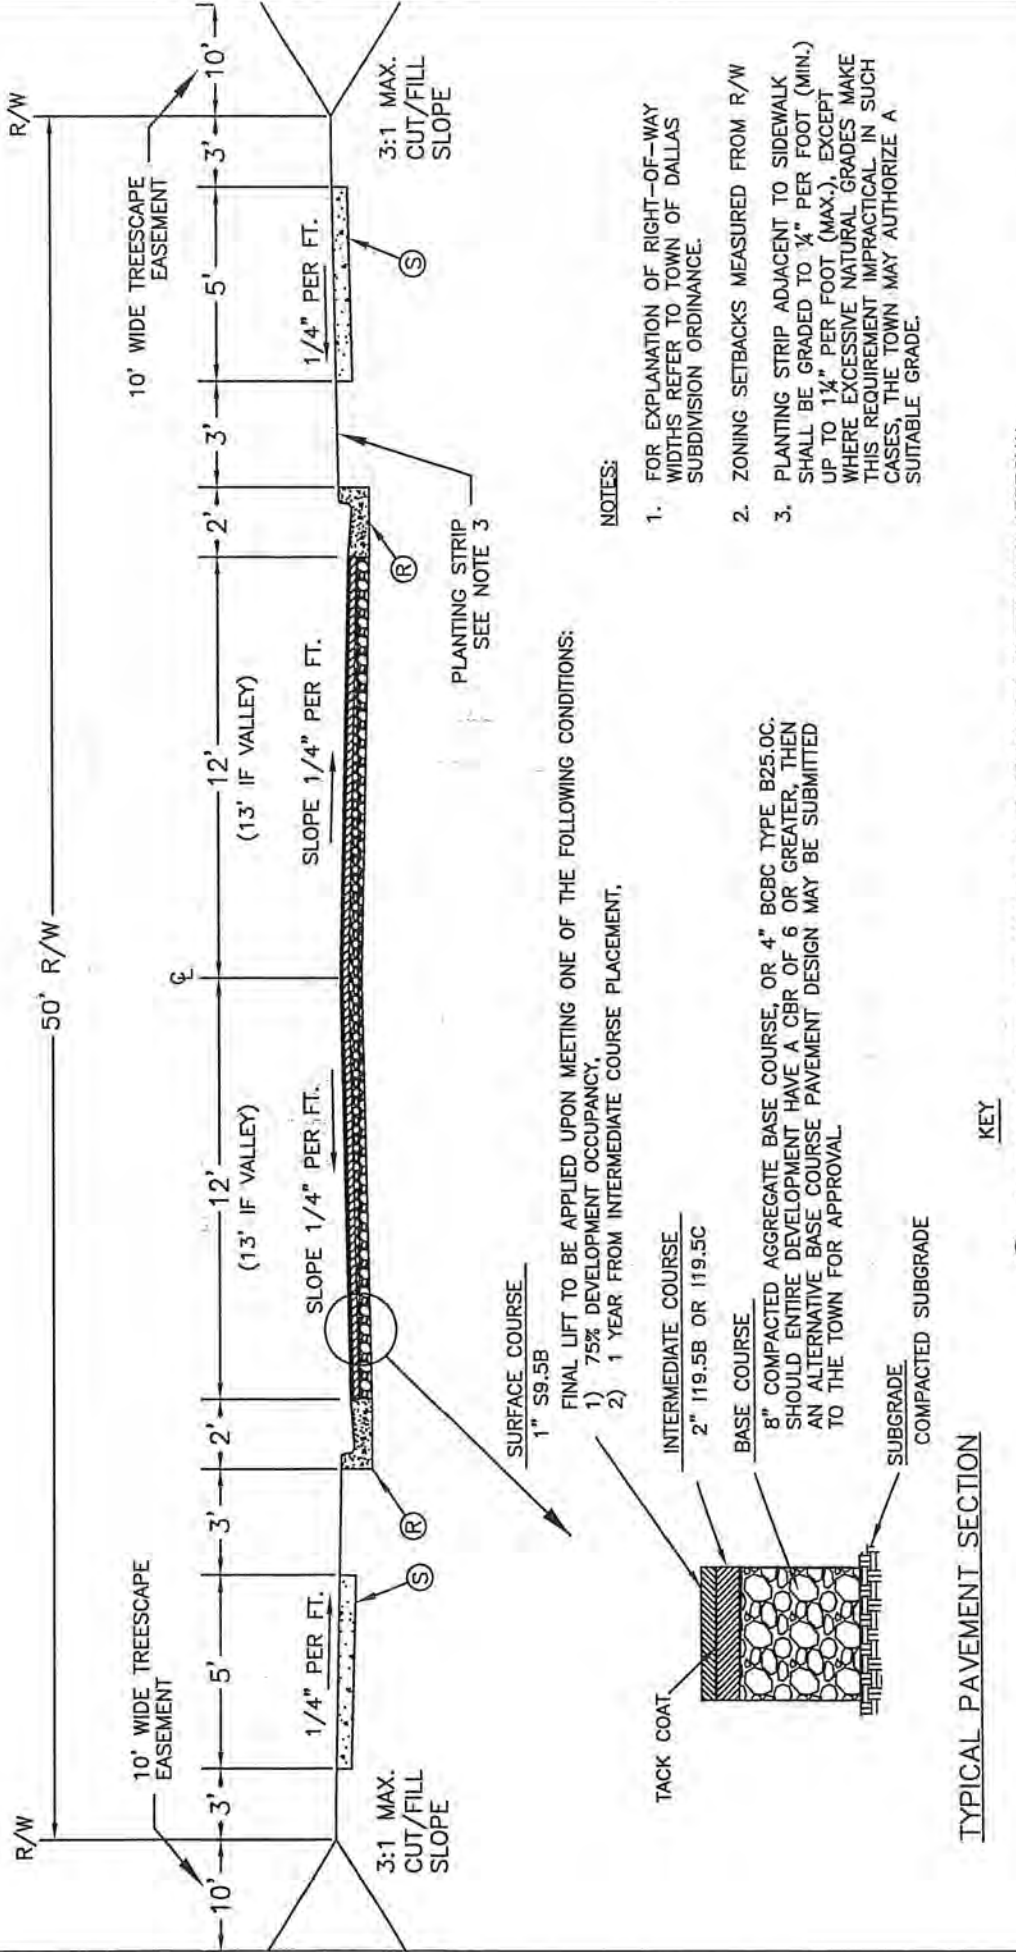 50' R/W
R/W
R/W
10' WIDE TREESCAPE
EASEMENT
10' WIDE TREESCAPE
EASEMENT
℄
10'
3'
5'
3'
2'
12'
(13' IF VALLEY)
12'
(13' IF VALLEY)
2'
3'
5'
3'
10'
1/4" PER FT.
SLOPE 1/4" PER FT.
SLOPE 1/4" PER FT.
1/4" PER FT.
3:1 MAX.
CUT/FILL
SLOPE
S
R
R
S
3:1 MAX.
CUT/FILL
SLOPE
PLANTING STRIP
SEE NOTE 3
SURFACE COURSE
1" S9.5B
FINAL LIFT TO BE APPLIED UPON MEETING ONE OF THE FOLLOWING CONDITIONS:
1) 75% DEVELOPMENT OCCUPANCY,
2) 1 YEAR FROM INTERMEDIATE COURSE PLACEMENT,
TACK COAT
INTERMEDIATE COURSE
2" I19.5B OR I19.5C
BASE COURSE
8" COMPACTED AGGREGATE BASE COURSE, OR 4" BCBC TYPE B25.0C.
SHOULD ENTIRE DEVELOPMENT HAVE A CBR OF 6 OR GREATER, THEN
AN ALTERNATIVE BASE COURSE PAVEMENT DESIGN MAY BE SUBMITTED
TO THE TOWN FOR APPROVAL.
SUBGRADE
COMPACTED SUBGRADE
TYPICAL PAVEMENT SECTION
NOTES:
1. FOR EXPLANATION OF RIGHT-OF-WAY
WIDTHS REFER TO TOWN OF DALLAS
SUBDIVISION ORDINANCE.
2. ZONING SETBACKS MEASURED FROM R/W
3. PLANTING STRIP ADJACENT TO SIDEWALK
SHALL BE GRADED TO ¼" PER FOOT (MIN.)
UP TO 1¼" PER FOOT (MAX.), EXCEPT
WHERE EXCESSIVE NATURAL GRADES MAKE
THIS REQUIREMENT IMPRACTICAL IN SUCH
CASES, THE TOWN MAY AUTHORIZE A
SUITABLE GRADE.
KEY